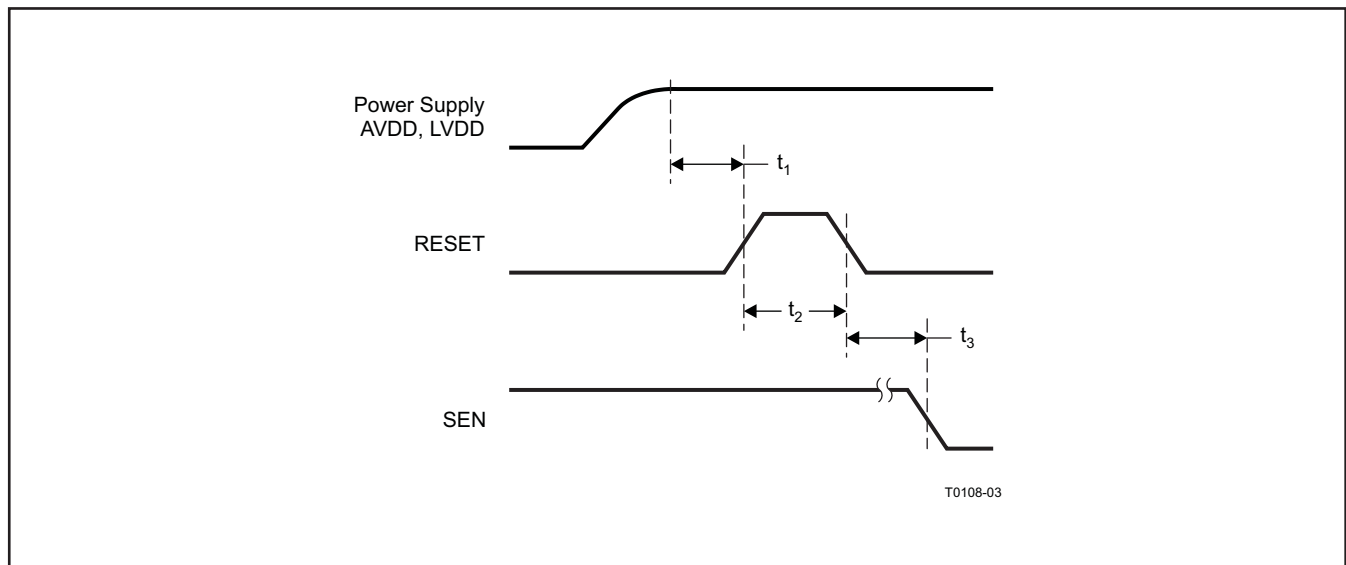 Power Supply
AVDD, LVDD
t1
RESET
t2
t3
SEN
T0108-03